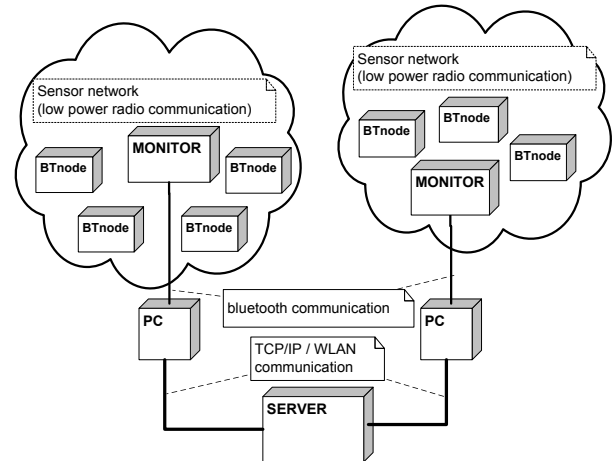 Sensor network
(low power radio communication)
MONITOR
BTnode
BTnode
BTnode
BTnode
Sensor network
(low power radio communication)
BTnode
BTnode
BTnode
MONITOR
bluetooth communication
PC
PC
TCP/IP / WLAN
communication
SERVER